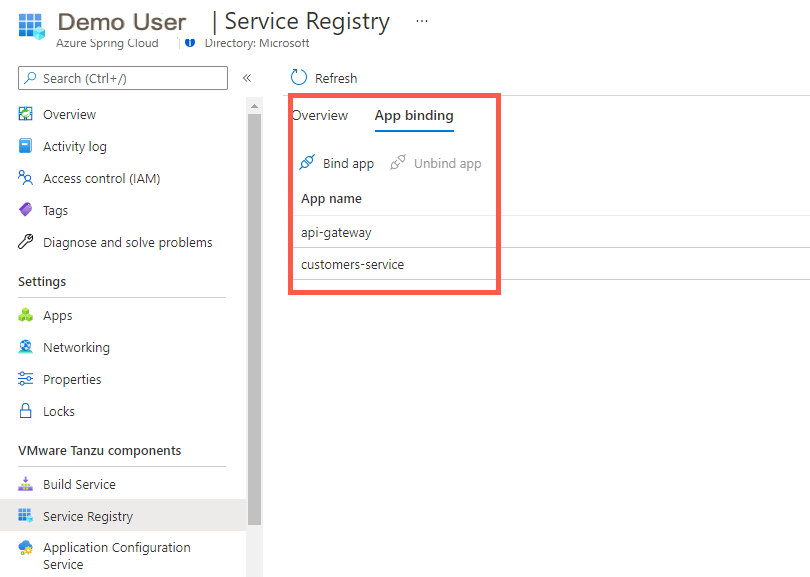 Demo User | Service Registry ...
Azure Spring Cloud | Directory: Microsoft
Search (Ctrl+/) «
Overview
Activity log
Access control (IAM)
Tags
Diagnose and solve problems
Settings
Apps
Networking
Properties
Locks
VMware Tanzu components
Build Service
Service Registry
Application Configuration
Service
Refresh
Overview App binding
Bind app Unbind app
App name
api-gateway
customers-service